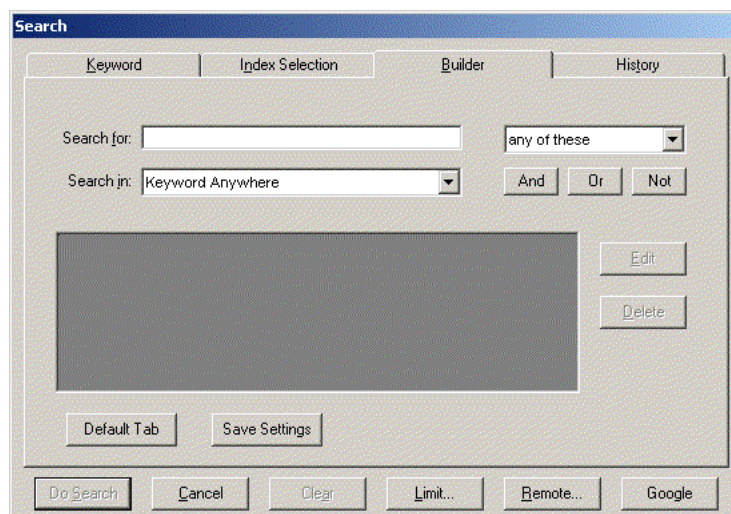 Search
Keyword Index Selection Builder History
Search for: any of these
Search in: Keyword Anywhere And Or Not
Edit
Delete
Default Tab Save Settings
Do Search Cancel Clear Limit... Remote... Google